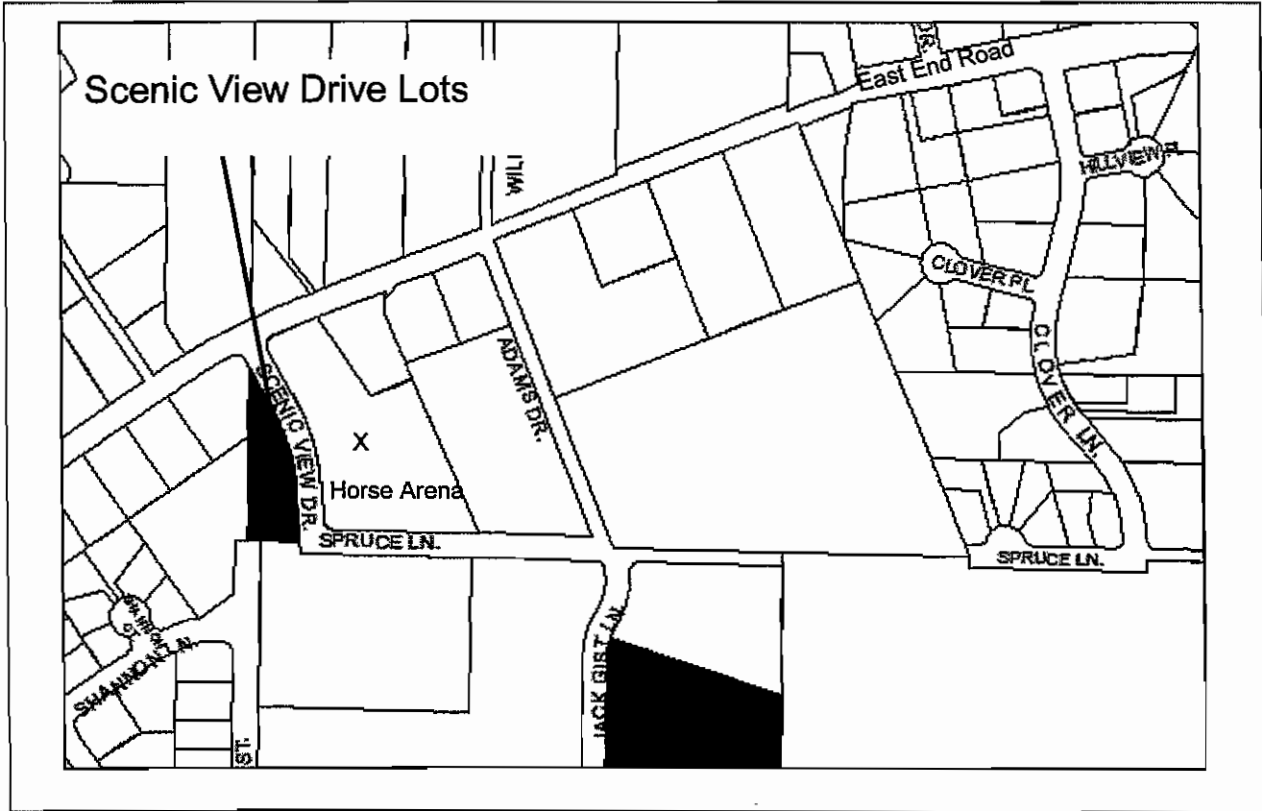 Scenic View Drive Lots
DR.
East End Road
HILLVIEW
CLOVER PL
CLOVER LN.
ADAMS DR.
SCENIC VIEW DR.
X
Horse Arena
SPRUCE LN.
SPRUCE LN.
JACK GIST LN.
SHANNON LN.
ST.